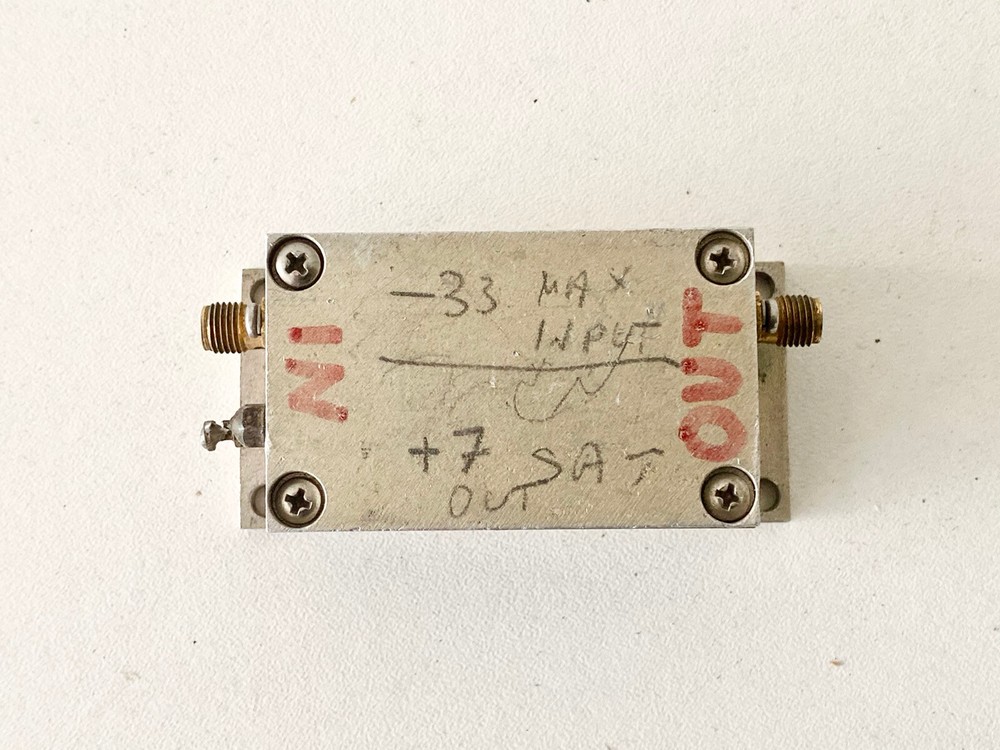 IN
-33 MAX
INPUT
+7 SAT
OUT
OUT